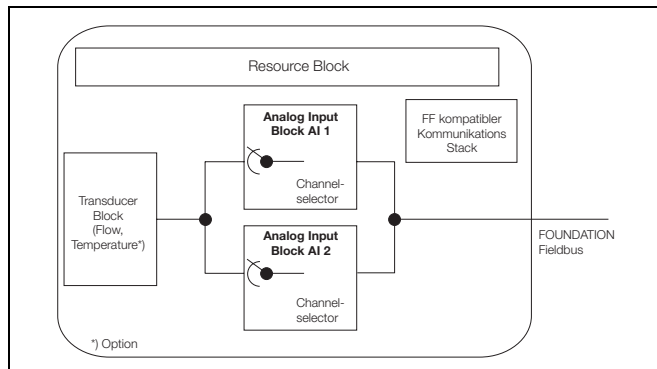 Resource Block
Analog Input
Block AI 1
Channel-
selector
FF kompatibler
Kommunikations
Stack
Transducer
Block
(Flow,
Temperature*)
Analog Input
Block AI 2
Channel-
selector
FOUNDATION
Fieldbus
*) Option